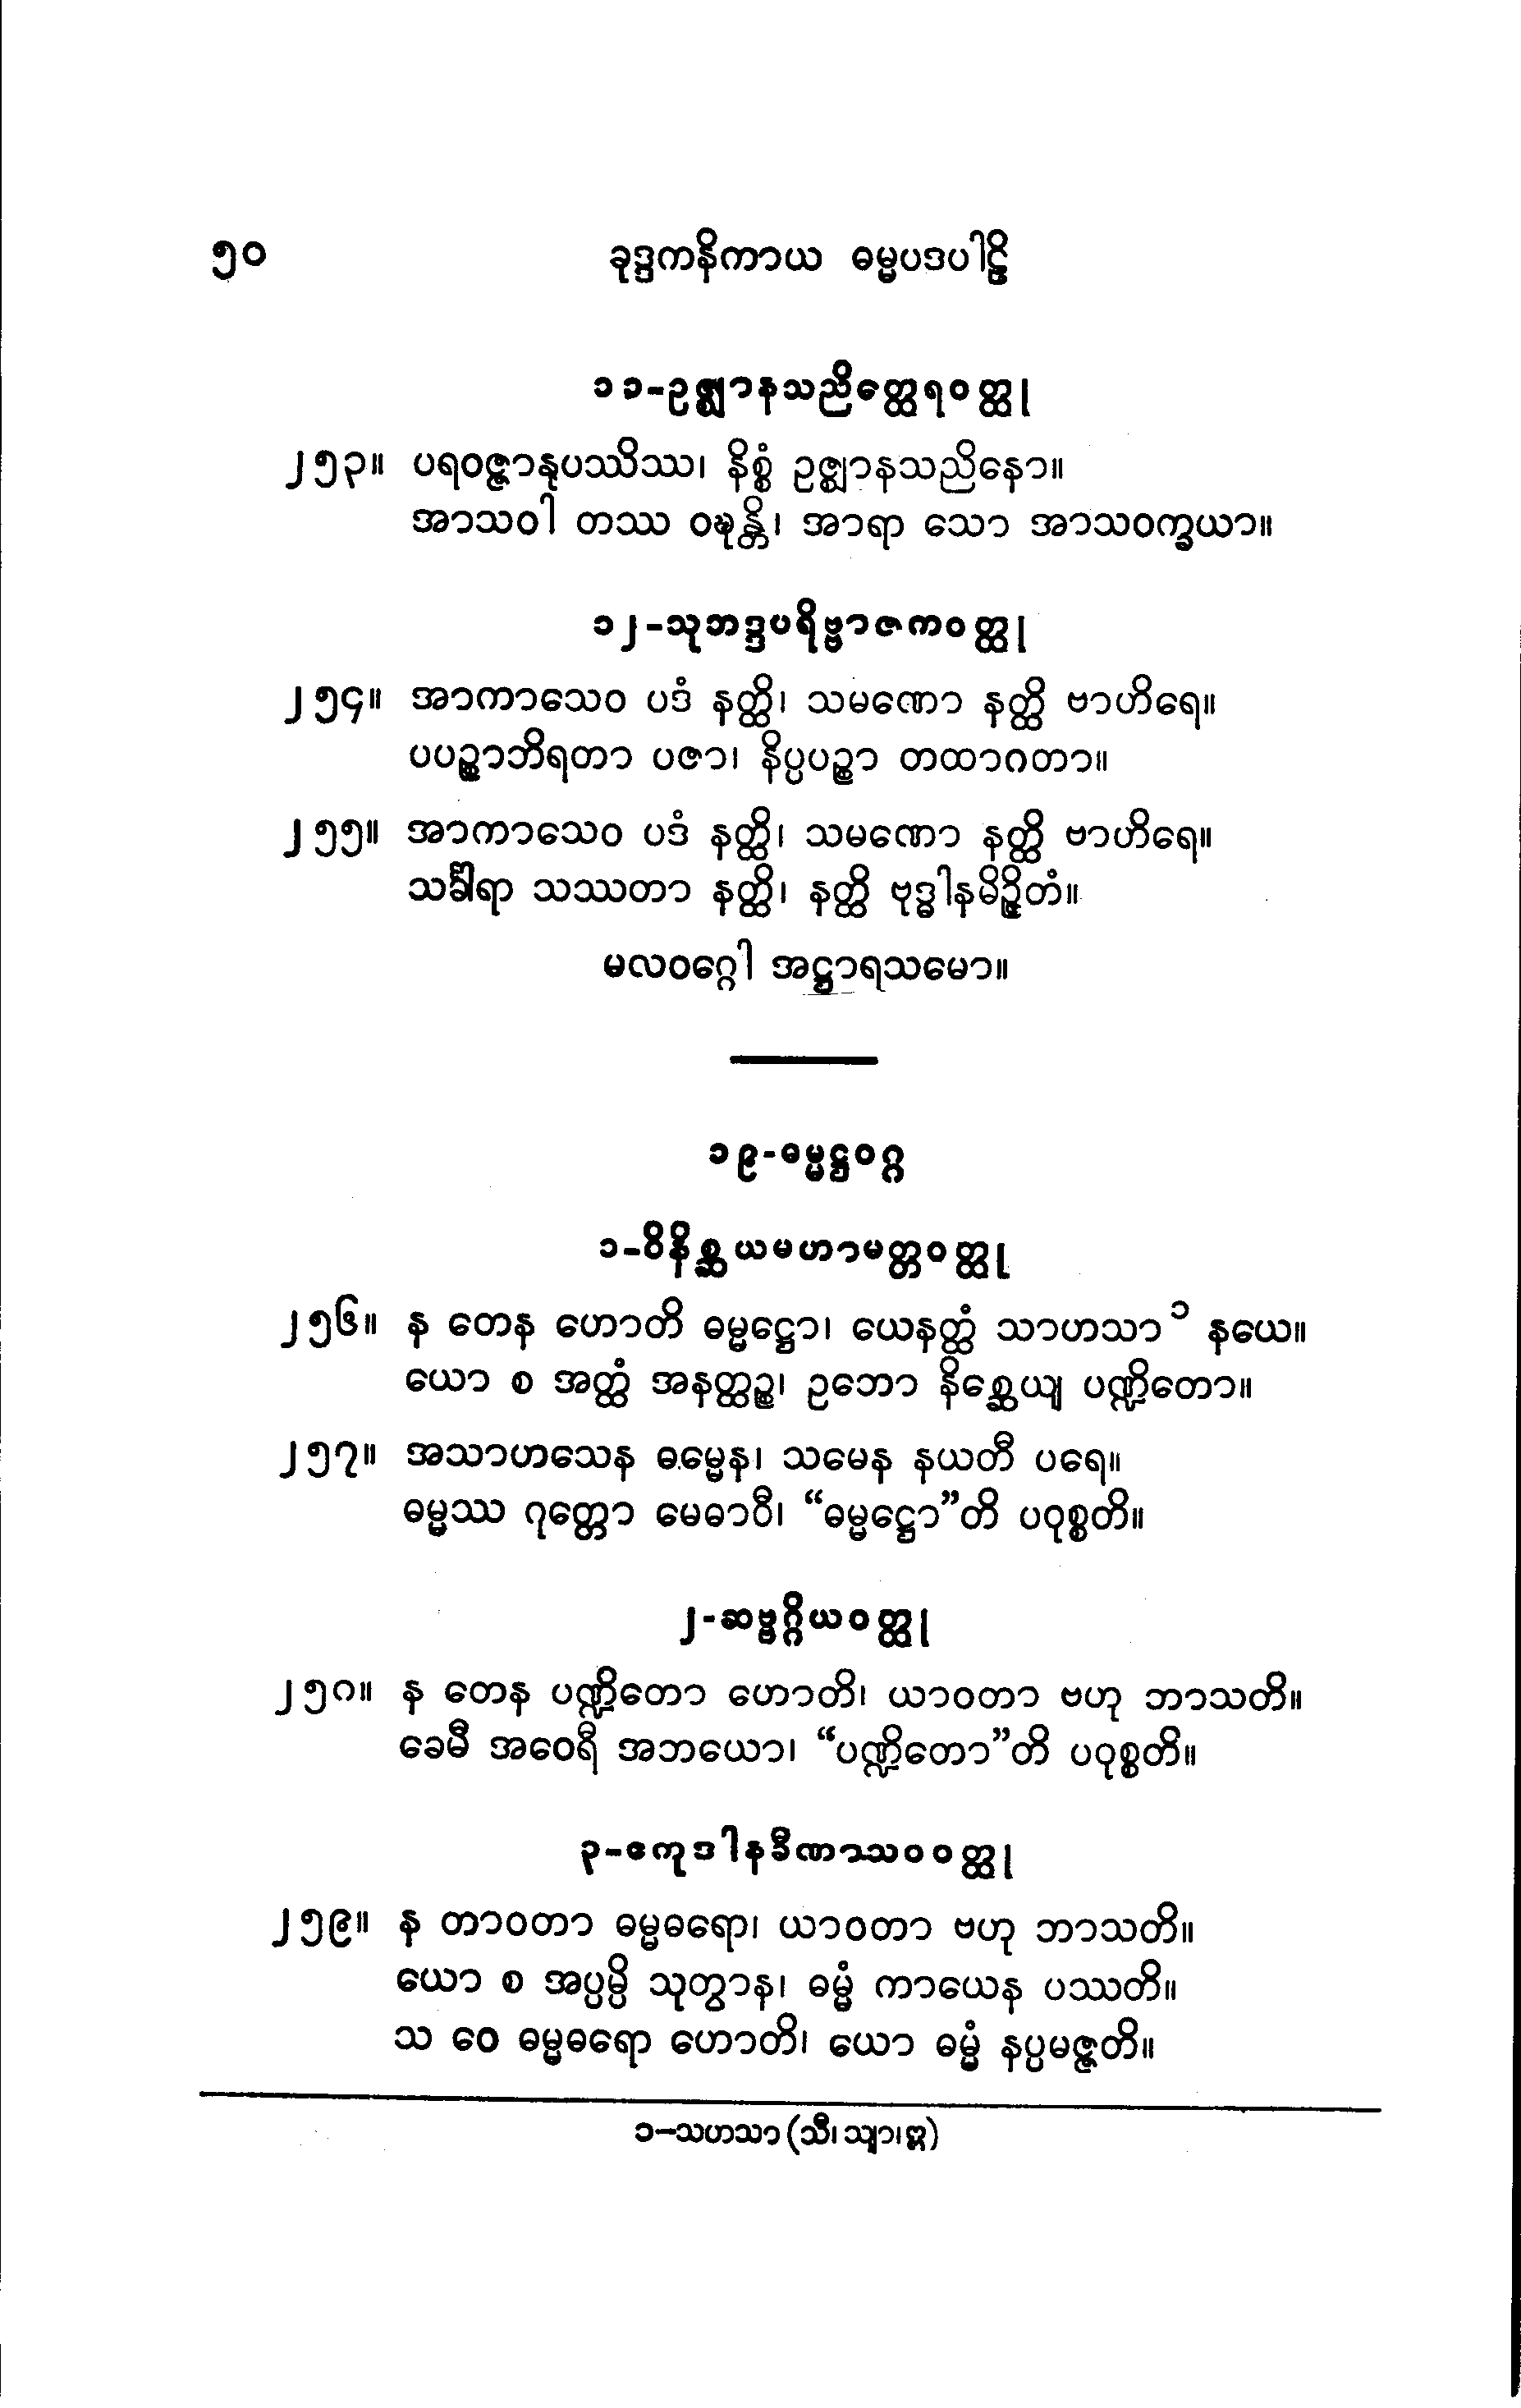 ၅၀ ခုဒ္ဒကနိကာယ ဓမ္မပဒပါဠိ
၁၁-ဥဇ္ဈာနသညိတ္ထေရဝတ္ထု
၂၅၃။ ပရဝဇ္ဇာနုပဿိဿ၊ နိစ္စံ ဥဇ္ဈာနသညိနော။
အာသဝါ တဿ ဝဍ္ဎန္တိ၊ အာရာ သော အာသဝက္ခယာ။
၁၂-သုဘဒ္ဒပရိဗ္ဗာဇကဝတ္ထု
၂၅၄။ အာကာသေဝ ပဒံ နတ္ထိ၊ သမဏော နတ္ထိ ဗာဟိရေ။
ပပဉ္စာဘိရတာ ပဇာ၊ နိပ္ပပဉ္စာ တထာဂတာ။
၂၅၅။ အာကာသေဝ ပဒံ နတ္ထိ၊ သမဏော နတ္ထိ ဗာဟိရေ။
သင်္ခါရာ သဿတာ နတ္ထိ၊ နတ္ထိ ဗုဒ္ဓါနမိဉ္ဇိတံ။
မလဝဂ္ဂေါ အဋ္ဌာရသမော။
၁၉-ဓမ္မဋ္ဌဝဂ္ဂ
၁-ဝိနိစ္ဆယမဟာမတ္တဝတ္ထု
၂၅၆။ န တေန ဟောတိ ဓမ္မဋ္ဌော၊ ယေနတ္ထံ သာဟသာ ၁ နယေ။
ယော စ အတ္ထံ အနတ္ထဉ္စ၊ ဥဘော နိစ္ဆေယျ ပဏ္ဍိတော။
၂၅၇။ အသာဟသေန ဓမ္မေန၊ သမေန နယတီ ပရေ။
ဓမ္မဿ ဂုတ္တော မေဓာဝီ၊ “ဓမ္မဋ္ဌော”တိ ပဝုစ္စတိ။
၂-ဆဗ္ဗဂ္ဂိယဝတ္ထု
၂၅၈။ န တေန ပဏ္ဍိတော ဟောတိ၊ ယာဝတာ ဗဟု ဘာသတိ။
ခေမီ အဝေရီ အဘယော၊ “ပဏ္ဍိတော”တိ ပဝုစ္စတိ။
၃-ဧကုဒါနခီဏာသဝဝတ္ထု
၂၅၉။ န တာဝတာ ဓမ္မဓရော၊ ယာဝတာ ဗဟု ဘာသတိ။
ယော စ အပ္ပမ္ပိ သုတွာန၊ ဓမ္မံ ကာယေန ပဿတိ။
သ ဝေ ဓမ္မဓရော ဟောတိ၊ ယော ဓမ္မံ နပ္ပမဇ္ဇတိ။
၁-သဟသာ (သီ၊ သျာ၊ က)